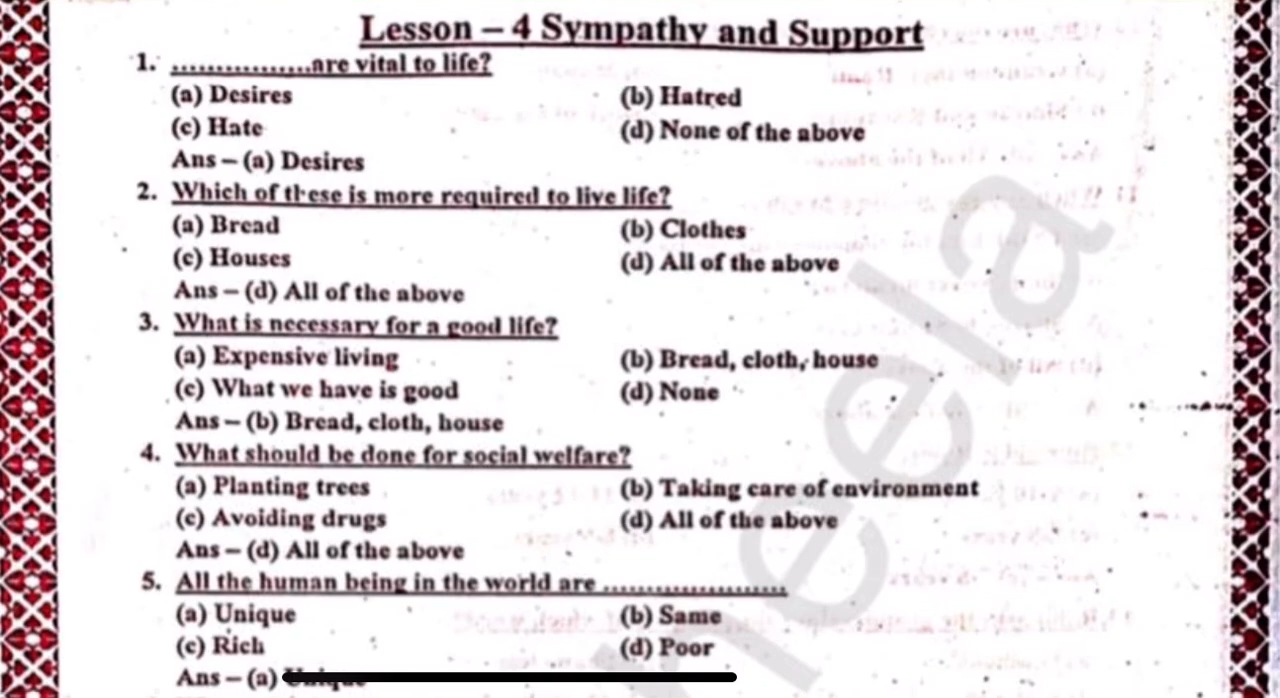 Lesson – 4 Sympathy and Support
1. ...............are vital to life?
(a) Desires (b) Hatred
(c) Hate (d) None of the above
Ans – (a) Desires
2. Which of these is more required to live life?
(a) Bread (b) Clothes
(c) Houses (d) All of the above
Ans – (d) All of the above
3. What is necessary for a good life?
(a) Expensive living (b) Bread, cloth, house
(c) What we have is good (d) None
Ans – (b) Bread, cloth, house
4. What should be done for social welfare?
(a) Planting trees (b) Taking care of environment
(c) Avoiding drugs (d) All of the above
Ans – (d) All of the above
5. All the human being in the world are ....................
(a) Unique (b) Same
(c) Rich (d) Poor
Ans – (a) Unique
neela